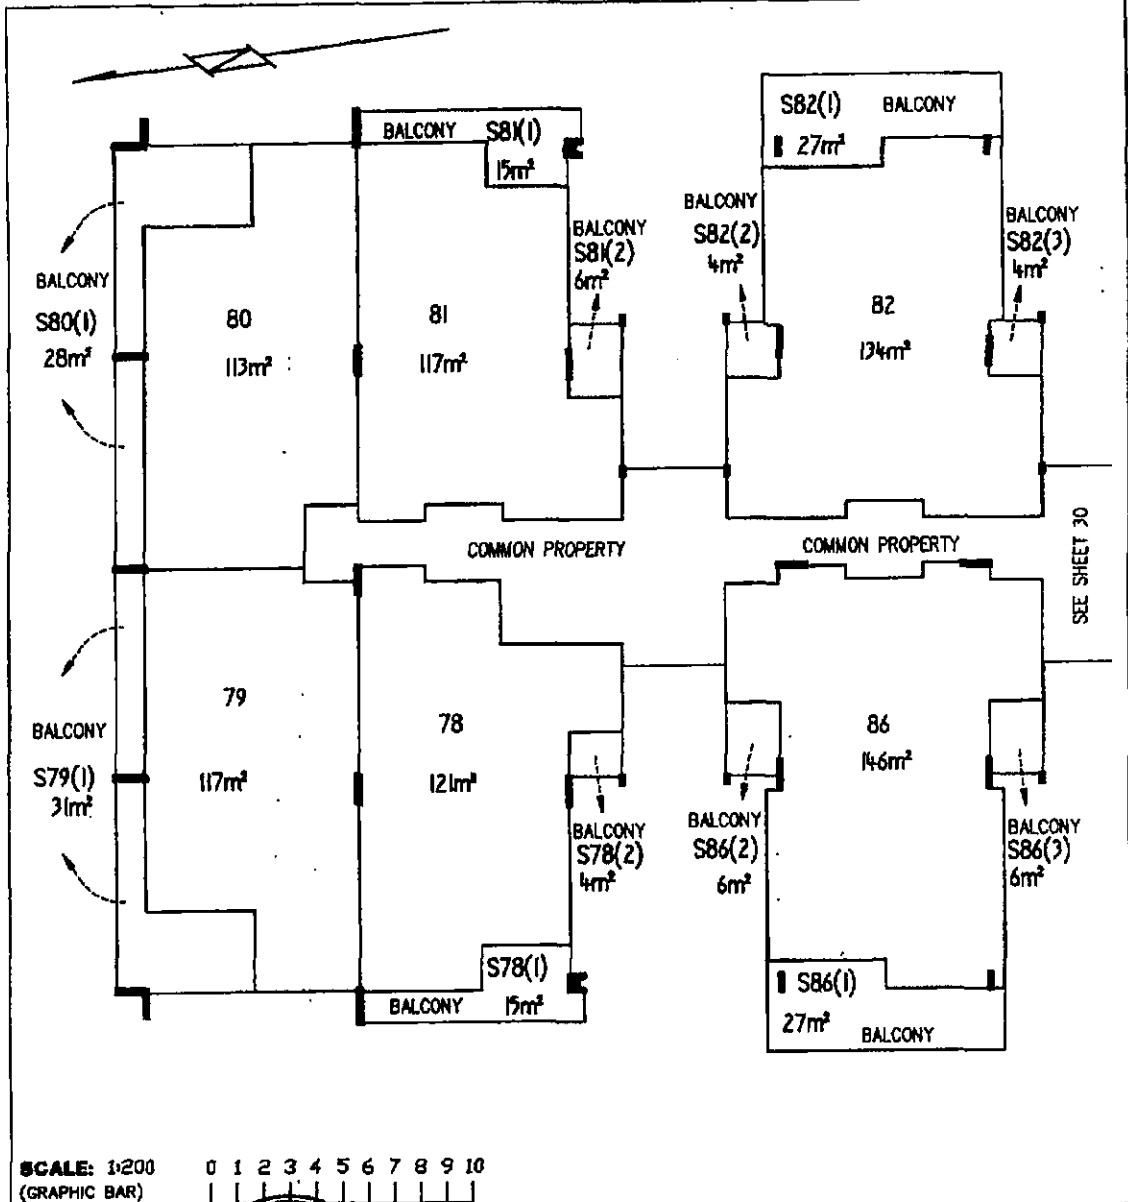 BALCONY S81(1)
15m²
S82(1) BALCONY
27m²
BALCONY
S81(2)
6m²
BALCONY
S82(2)
4m²
BALCONY
S82(3)
4m²
BALCONY
S80(1)
28m²
80
113m²
81
117m²
82
134m²
COMMON PROPERTY
COMMON PROPERTY
SEE SHEET 30
79
117m²
78
121m²
86
146m²
BALCONY
S79(1)
31m²
BALCONY
S78(2)
4m²
BALCONY
S86(2)
6m²
BALCONY
S86(3)
6m²
S78(1)
BALCONY 15m²
S86(1)
27m²
BALCONY
SCALE: 1:200 0 1 2 3 4 5 6 7 8 9 10
(GRAPHIC BAR)